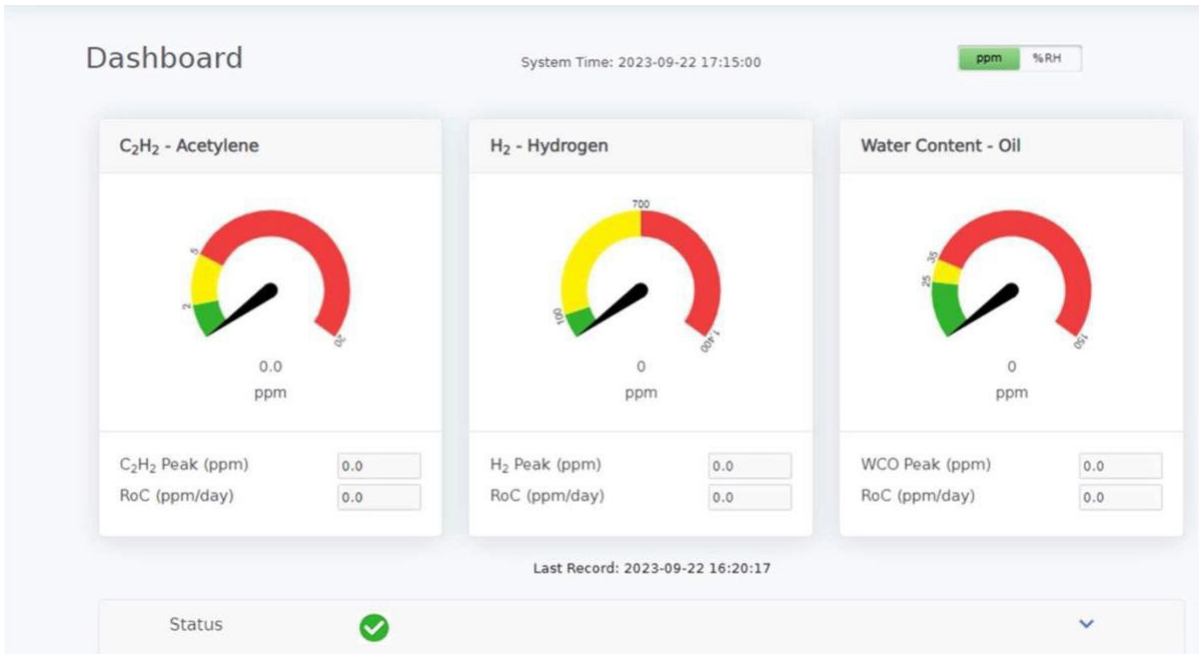 Dashboard
System Time: 2023-09-22 17:15:00
ppm %RH
C₂H₂ - Acetylene
2
5
20
0.0
ppm
C₂H₂ Peak (ppm) 0.0
RoC (ppm/day) 0.0
H₂ - Hydrogen
100
700
1,400
0
ppm
H₂ Peak (ppm) 0.0
RoC (ppm/day) 0.0
Water Content - Oil
25
35
150
0
ppm
WCO Peak (ppm) 0.0
RoC (ppm/day) 0.0
Last Record: 2023-09-22 16:20:17
Status